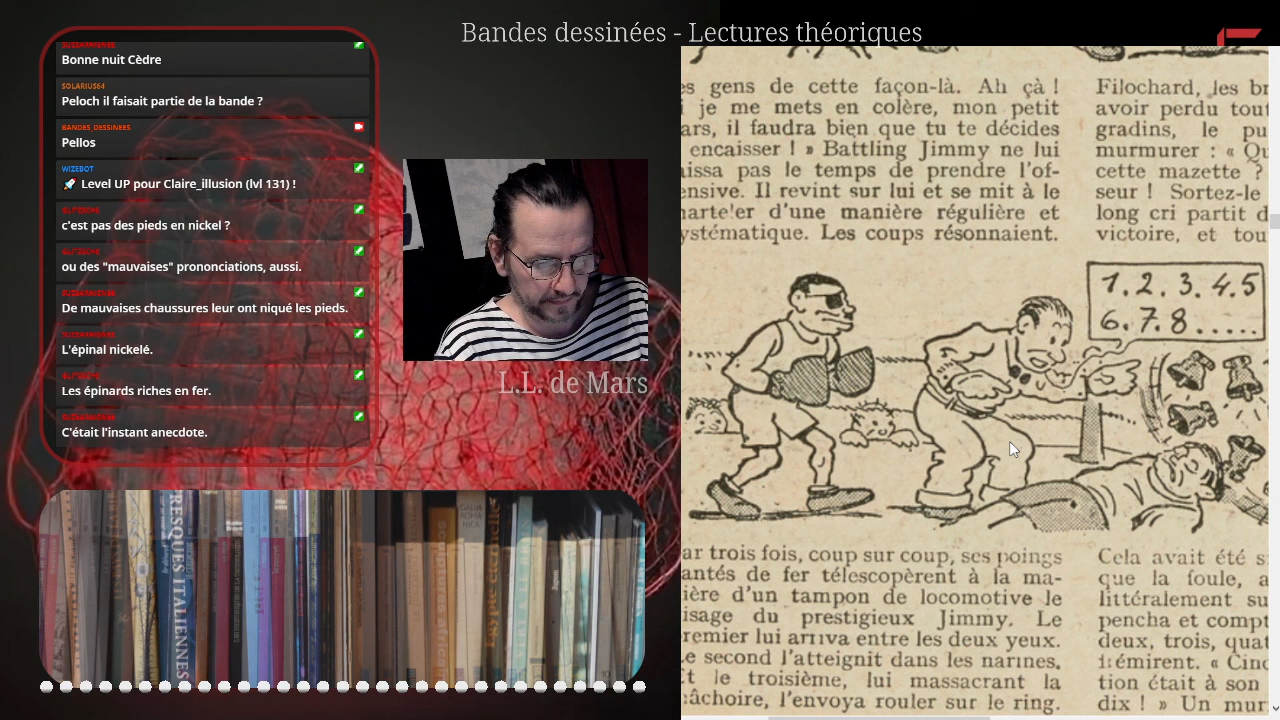 Bandes dessinées - Lectures théoriques
Bonne nuit Cèdre
SOLARIUS64
Peloch il faisait partie de la bande ?
BANDES_DESSINEES
Pellos
WIZEBOT
🚀 Level UP pour Claire_illusion (lvl 131) !
c'est pas des pieds en nickel ?
ou des "mauvaises" prononciations, aussi.
De mauvaises chaussures leur ont niqué les pieds.
L'épinal nickelé.
Les épinards riches en fer.
C'était l'instant anecdote.
L.L. de Mars
RESQUES ITALIENNES
es gens de cette façon-là. Ah çà !
i je me mets en colère, mon petit
ars, il faudra bien que tu te décides
encaisser ! » Battling Jimmy ne lui
aissa pas le temps de prendre l'of-
ensive. Il revint sur lui et se mit à le
narte'er d'une manière régulière et
ystématique. Les coups résonnaient.
Filochard, les br
avoir perdu tout
gradins, le pu
murmurer : « Qu
cette mazette ?
seur ! Sortez-le
long cri partit d
victoire, et tou
1.2.3.4.5
6.7.8.....
ar trois fois, coup sur coup, ses poings
antés de fer télescopèrent à la ma-
ière d'un tampon de locomotive le
isage du prestigieux Jimmy. Le
remier lui arriva entre les deux yeux.
e second l'atteignit dans les narines.
Et le troisième, lui massacrant la
âchoire, l'envoya rouler sur le ring.
Cela avait été si
que la foule, a
littéralement su
pencha et compt
deux, trois, quat
frémirent. « Cinq
tion était à son
dix ! » Un mur